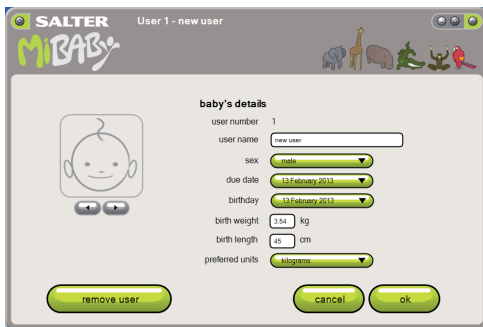 SALTER User 1 - new user
MiBABY
baby's details
user number 1
user name new user
sex male
due date 13 February 2013
birthday 13 February 2013
birth weight 3.54 kg
birth length 45 cm
preferred units kilograms
remove user cancel ok